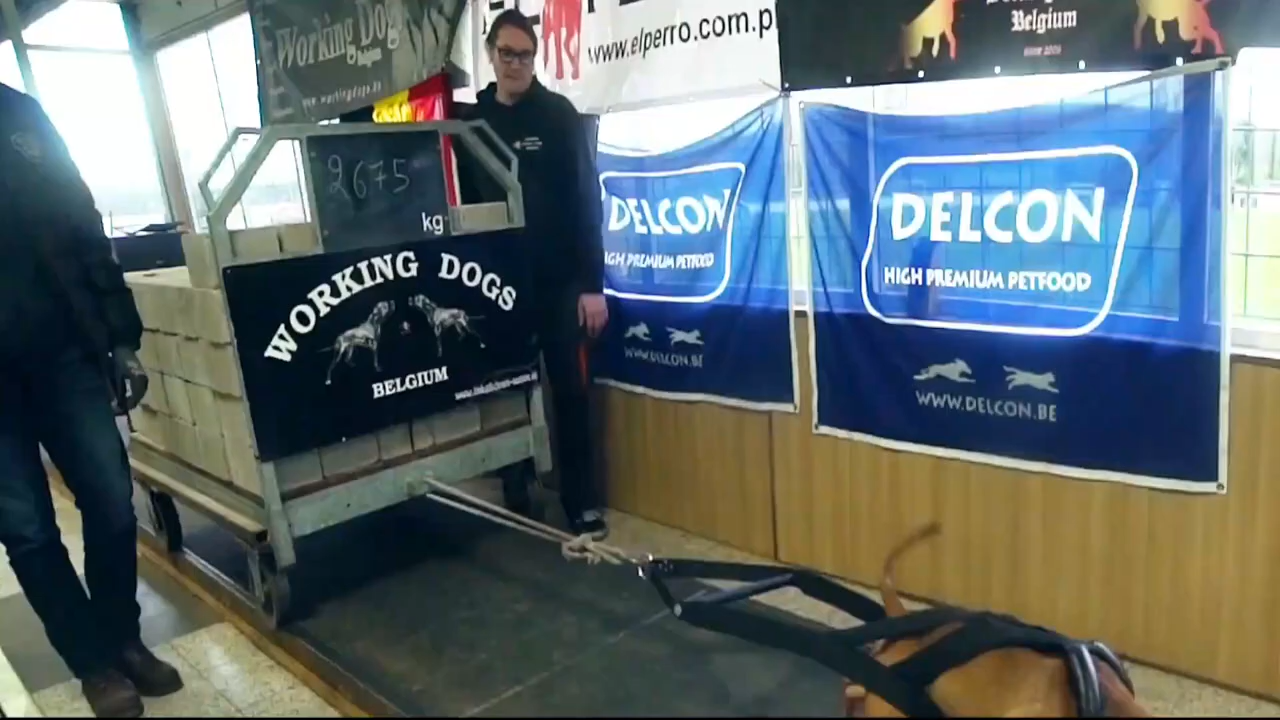 Working Dogs
Belgium
www.elperro.com.pl
Belgium
2675
kg
WORKING DOGS
BELGIUM
DELCON
HIGH PREMIUM PETFOOD
WWW.DELCON.BE
DELCON
HIGH PREMIUM PETFOOD
WWW.DELCON.BE